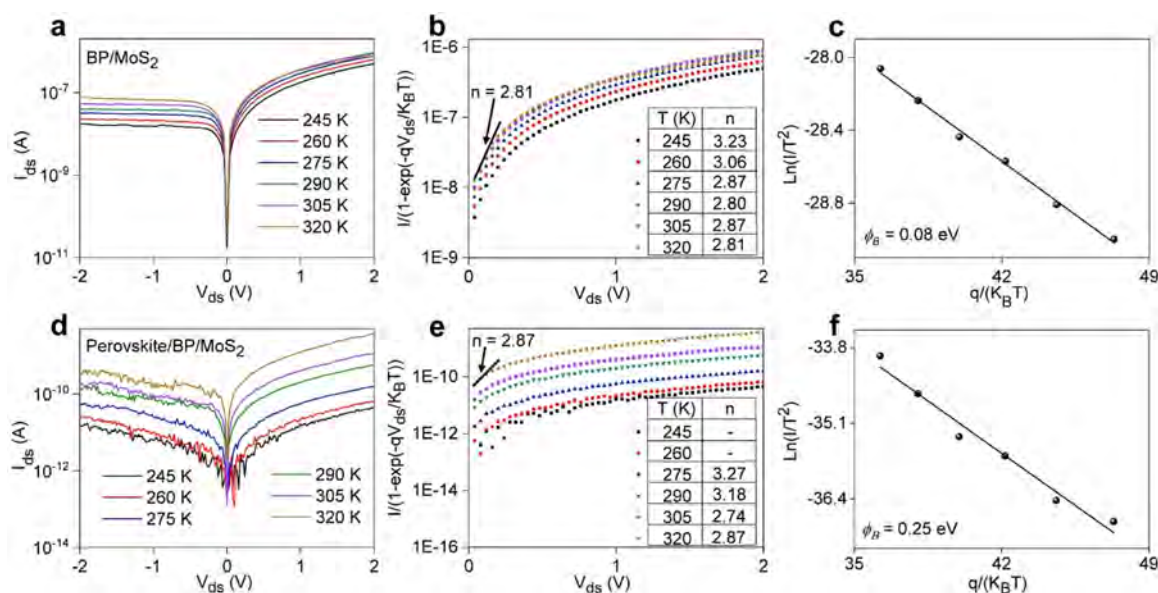 a
BP/MoS2
Ids (A)
10-7
10-9
10-11
245 K
260 K
275 K
290 K
305 K
320 K
-2
-1
0
1
2
Vds (V)
b
I/(1-exp(-qVds/KBT))
1E-6
1E-7
1E-8
1E-9
n = 2.81
T (K) n
245 3.23
260 3.06
275 2.87
290 2.80
305 2.87
320 2.81
0
1
2
Vds (V)
c
Ln(I/T2)
-28.0
-28.4
-28.8
ϕB = 0.08 eV
35
42
49
q/(KBT)
d
Perovskite/BP/MoS2
Ids (A)
10-10
10-12
10-14
245 K
260 K
275 K
290 K
305 K
320 K
-2
-1
0
1
2
Vds (V)
e
I/(1-exp(-qVds/KBT))
n = 2.87
1E-10
1E-12
1E-14
1E-16
T (K) n
245 -
260 -
275 3.27
290 3.18
305 2.74
320 2.87
0
1
2
Vds (V)
f
Ln(I/T2)
-33.8
-35.1
-36.4
ϕB = 0.25 eV
35
42
49
q/(KBT)